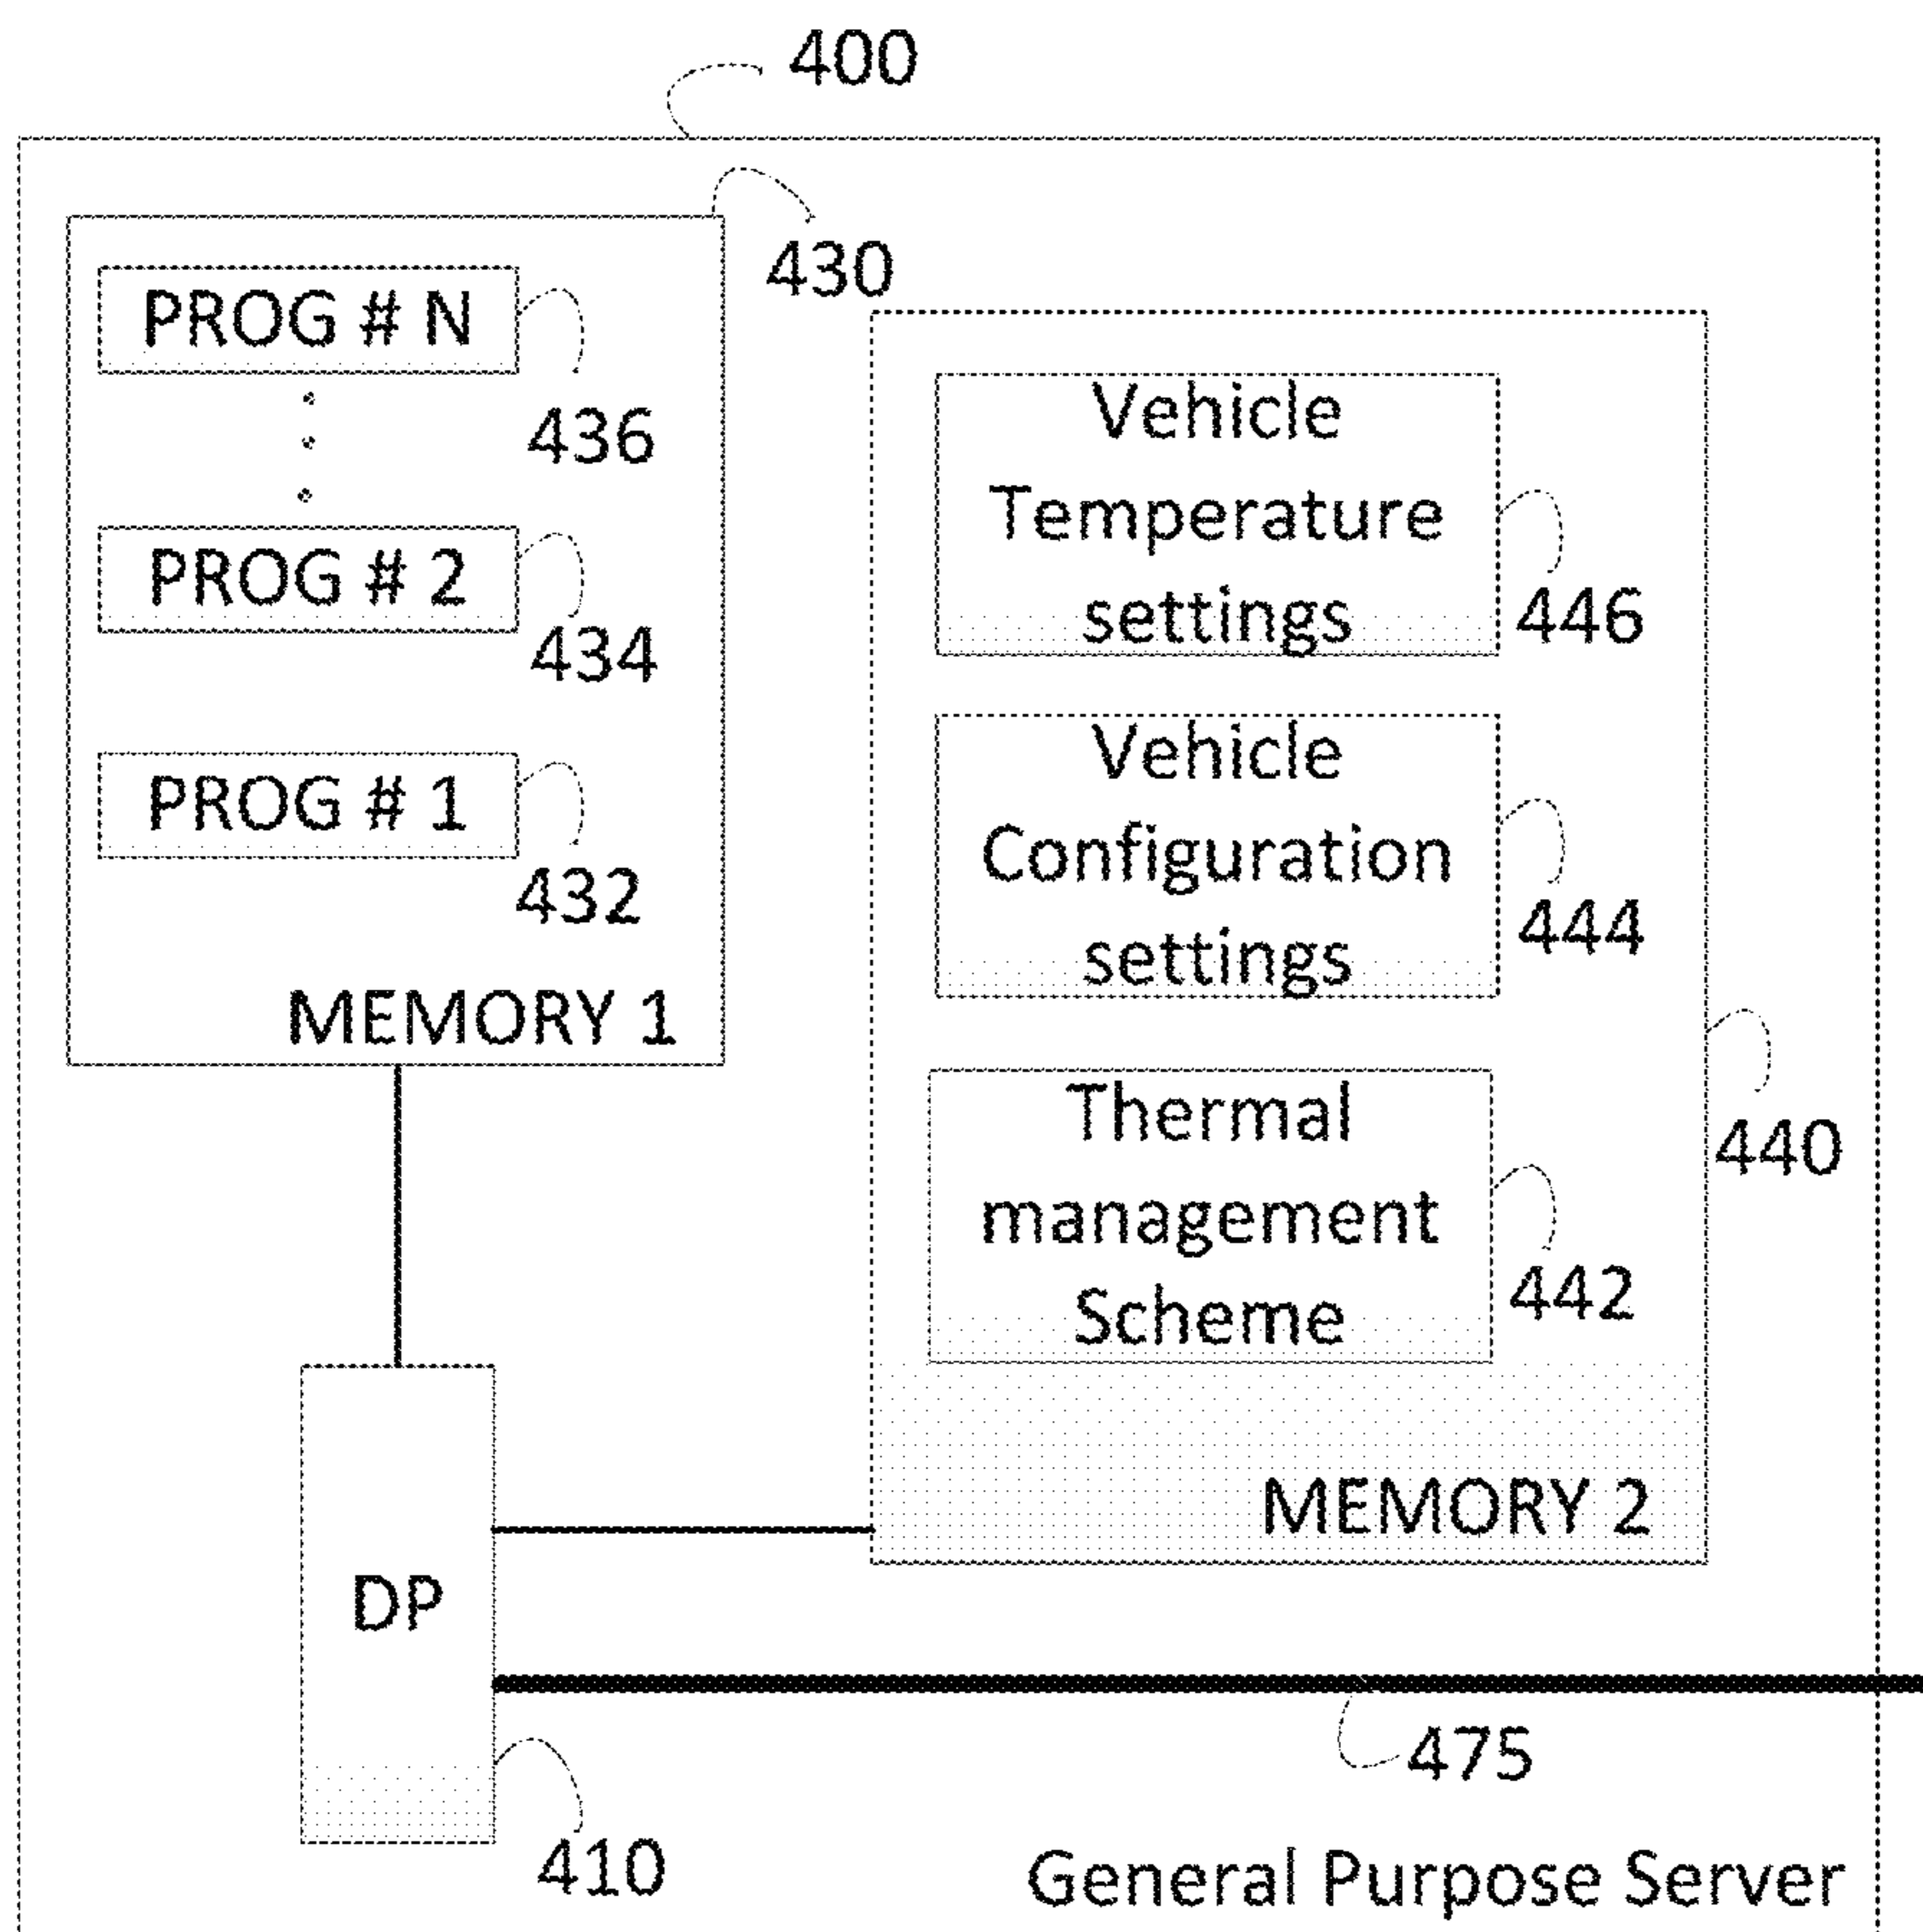 400
430
PROG # N
436
PROG # 2
434
PROG # 1
432
MEMORY 1
Vehicle
Temperature
settings
446
Vehicle
Configuration
settings
444
440
Thermal
management
Scheme
442
MEMORY 2
DP
475
410
General Purpose Server